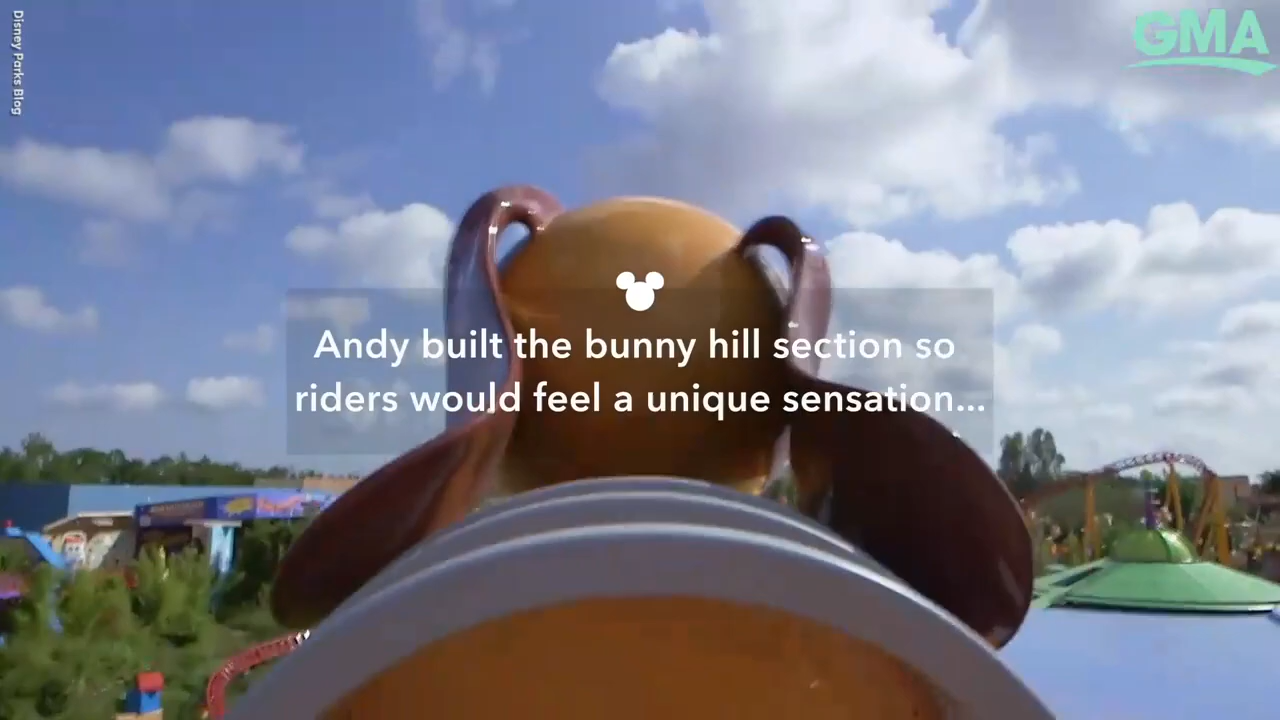 Disney Parks Blog
GMA
Andy built the bunny hill section so
riders would feel a unique sensation...